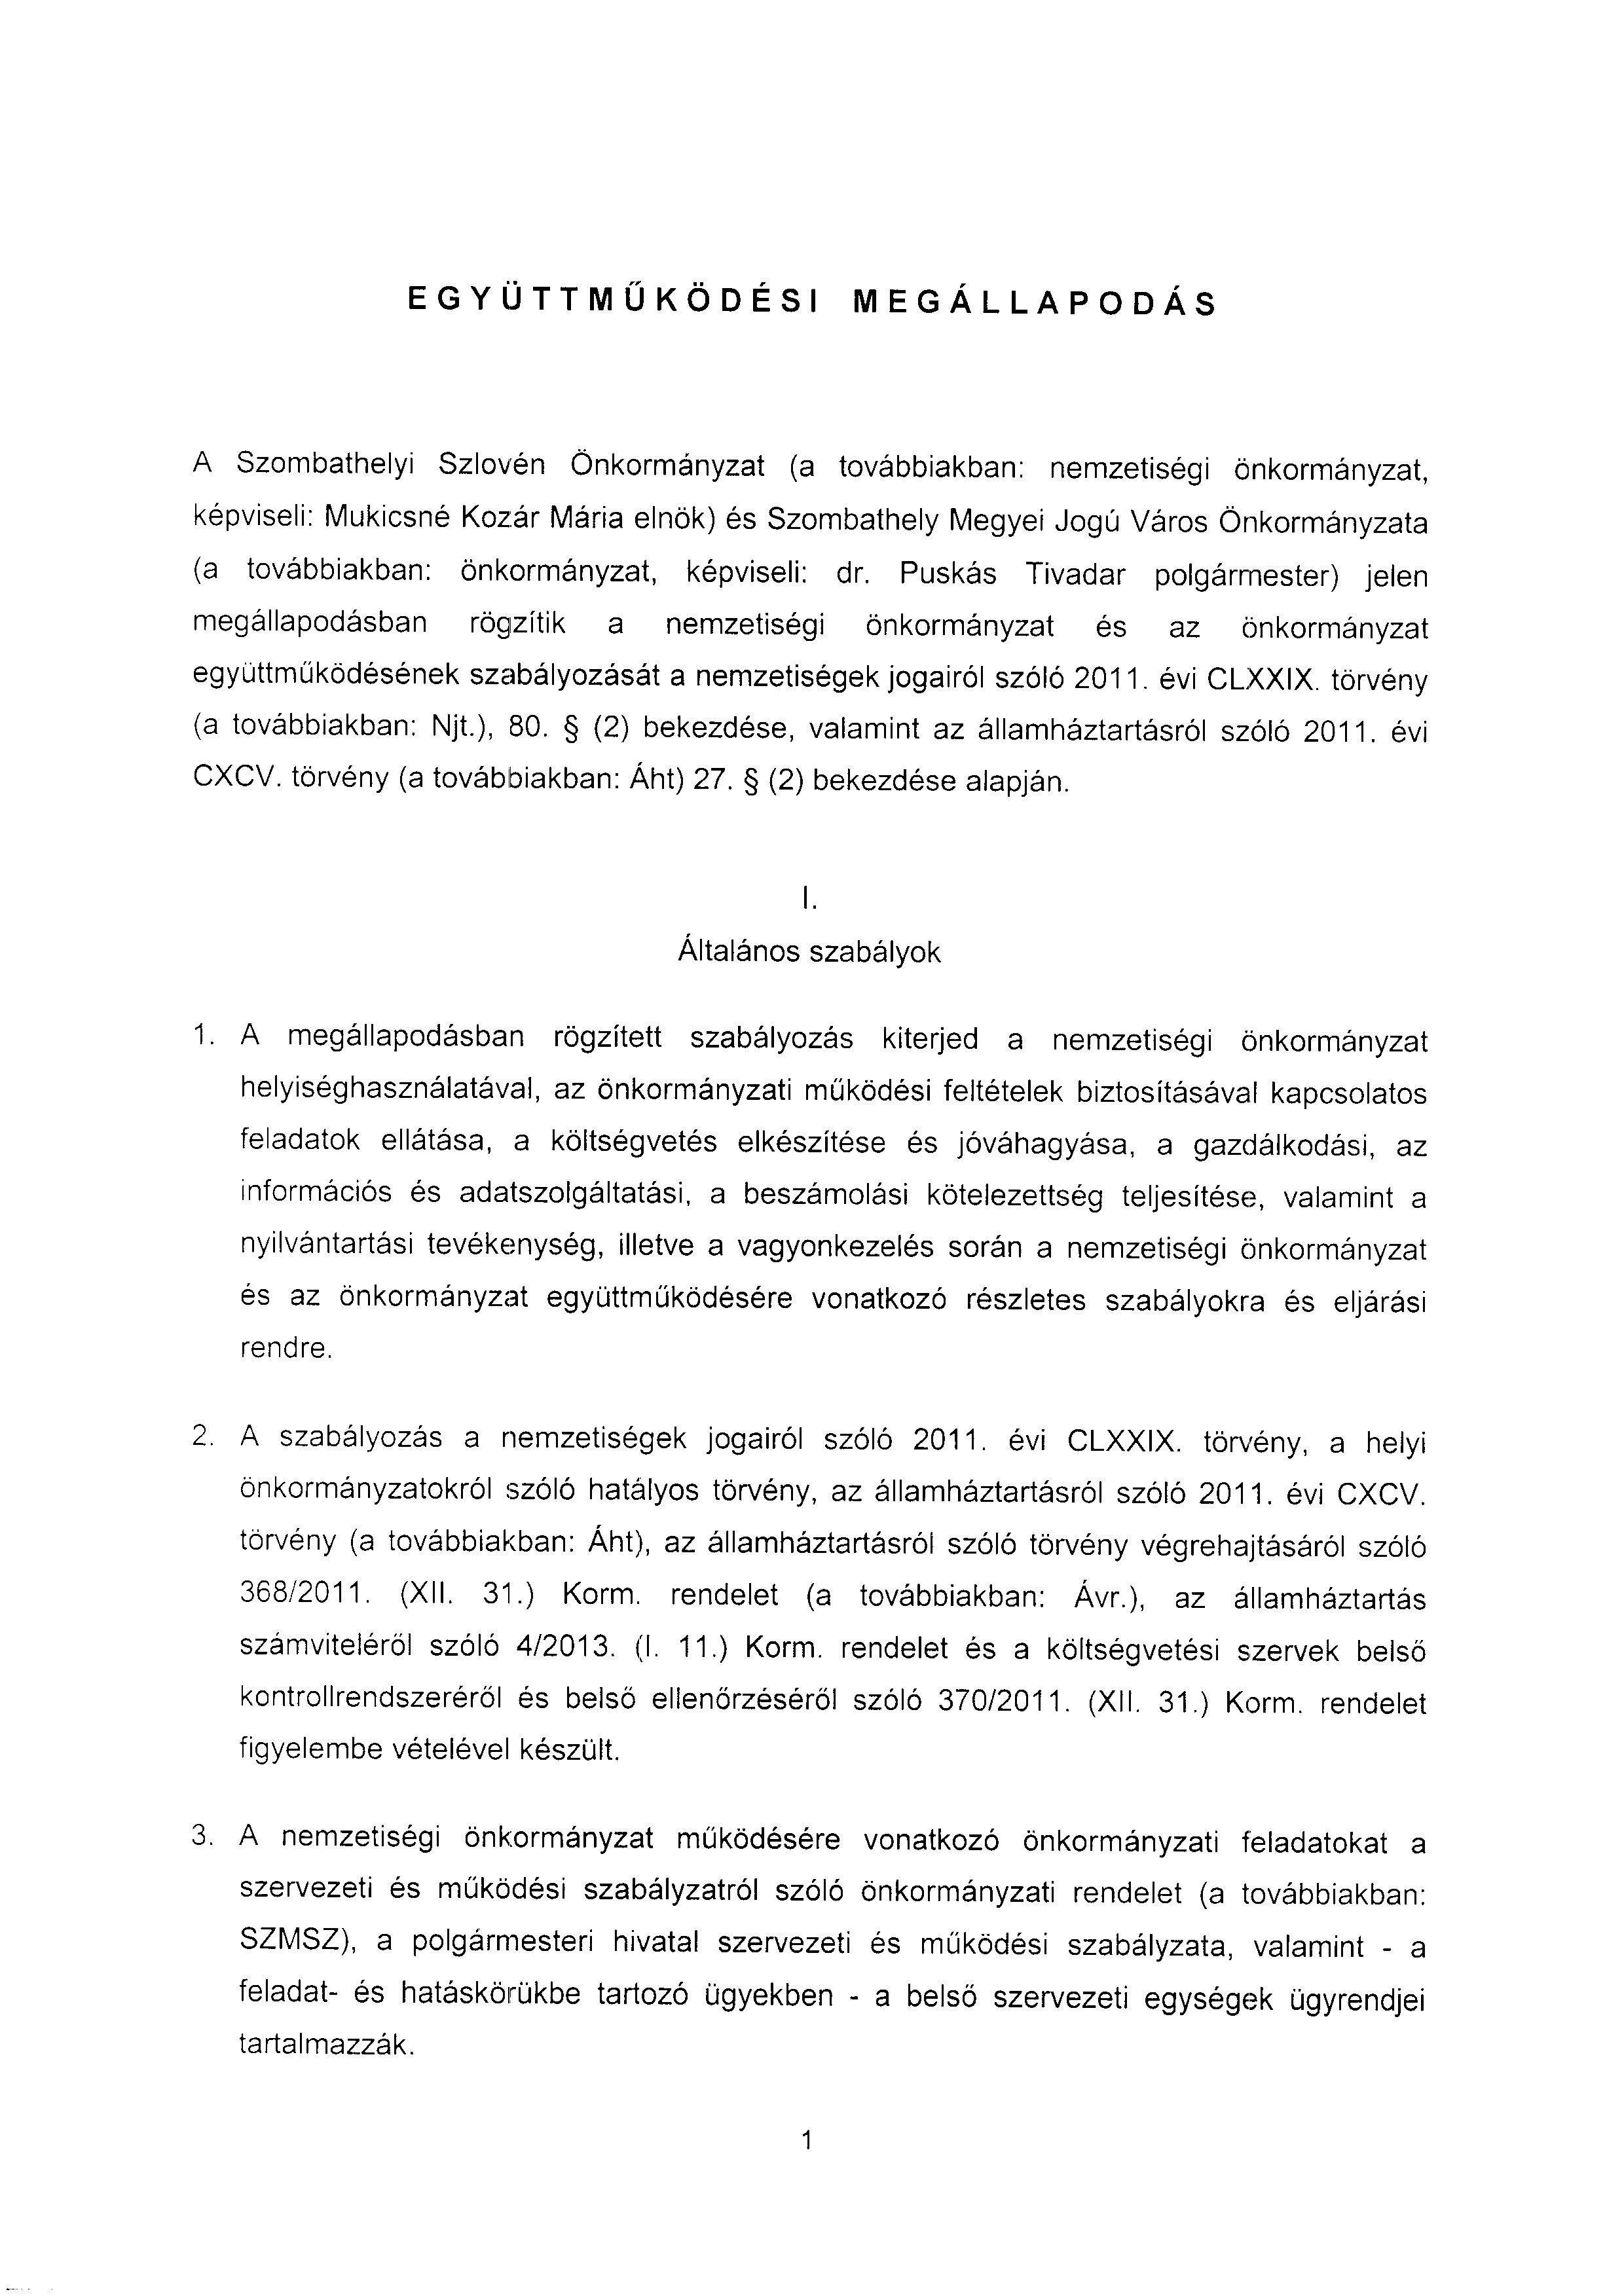 EGYÜTTMŰKÖDÉSI MEGÁLLAPODÁS
A Szombathelyi Szlovén Önkormányzat (a továbbiakban: nemzetiségi önkormányzat,
képviseli: Mukicsné Kozár Mária elnök) és Szombathely Megyei Jogú Város Önkormányzata
(a továbbiakban: önkormányzat, képviseli: dr. Puskás Tivadar polgármester) jelen
megállapodásban rögzítik a nemzetiségi önkormányzat és az önkormányzat
együttműködésének szabályozását a nemzetiségek jogairól szóló 2011. évi CLXXIX. törvény
(a továbbiakban: Njt.), 80. § (2) bekezdése, valamint az államháztartásról szóló 2011. évi
CXCV. törvény (a továbbiakban: Áht) 27. § (2) bekezdése alapján.
I.
Általános szabályok
1. A megállapodásban rögzített szabályozás kiterjed a nemzetiségi önkormányzat
helyiséghasználatával, az önkormányzati működési feltételek biztosításával kapcsolatos
feladatok ellátása, a költségvetés elkészítése és jóváhagyása, a gazdálkodási, az
információs és adatszolgáltatási, a beszámolási kötelezettség teljesítése, valamint a
nyilvántartási tevékenység, illetve a vagyonkezelés során a nemzetiségi önkormányzat
és az önkormányzat együttműködésére vonatkozó részletes szabályokra és eljárási
rendre.
2. A szabályozás a nemzetiségek jogairól szóló 2011. évi CLXXIX. törvény, a helyi
önkormányzatokról szóló hatályos törvény, az államháztartásról szóló 2011. évi CXCV.
törvény (a továbbiakban: Áht), az államháztartásról szóló törvény végrehajtásáról szóló
368/2011. (XII. 31.) Korm. rendelet (a továbbiakban: Ávr.), az államháztartás
számviteléről szóló 4/2013. (I. 11.) Korm. rendelet és a költségvetési szervek belső
kontrollrendszeréről és belső ellenőrzéséről szóló 370/2011. (XII. 31.) Korm. rendelet
figyelembe vételével készült.
3. A nemzetiségi önkormányzat működésére vonatkozó önkormányzati feladatokat a
szervezeti és működési szabályzatról szóló önkormányzati rendelet (a továbbiakban:
SZMSZ), a polgármesteri hivatal szervezeti és működési szabályzata, valamint - a
feladat- és hatáskörükbe tartozó ügyekben - a belső szervezeti egységek ügyrendjei
tartalmazzák.
1